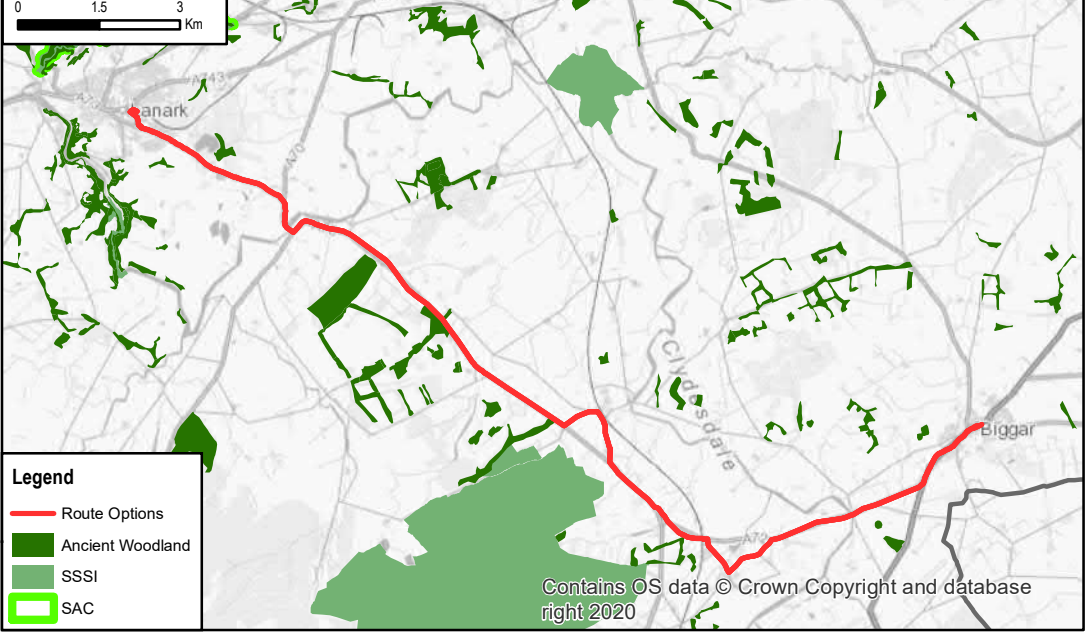 0 1.5 3
Km
A743
Lanark
A70
Clydesdale
Biggar
A72
Legend
Route Options
Ancient Woodland
SSSI
SAC
Contains OS data © Crown Copyright and database
right 2020